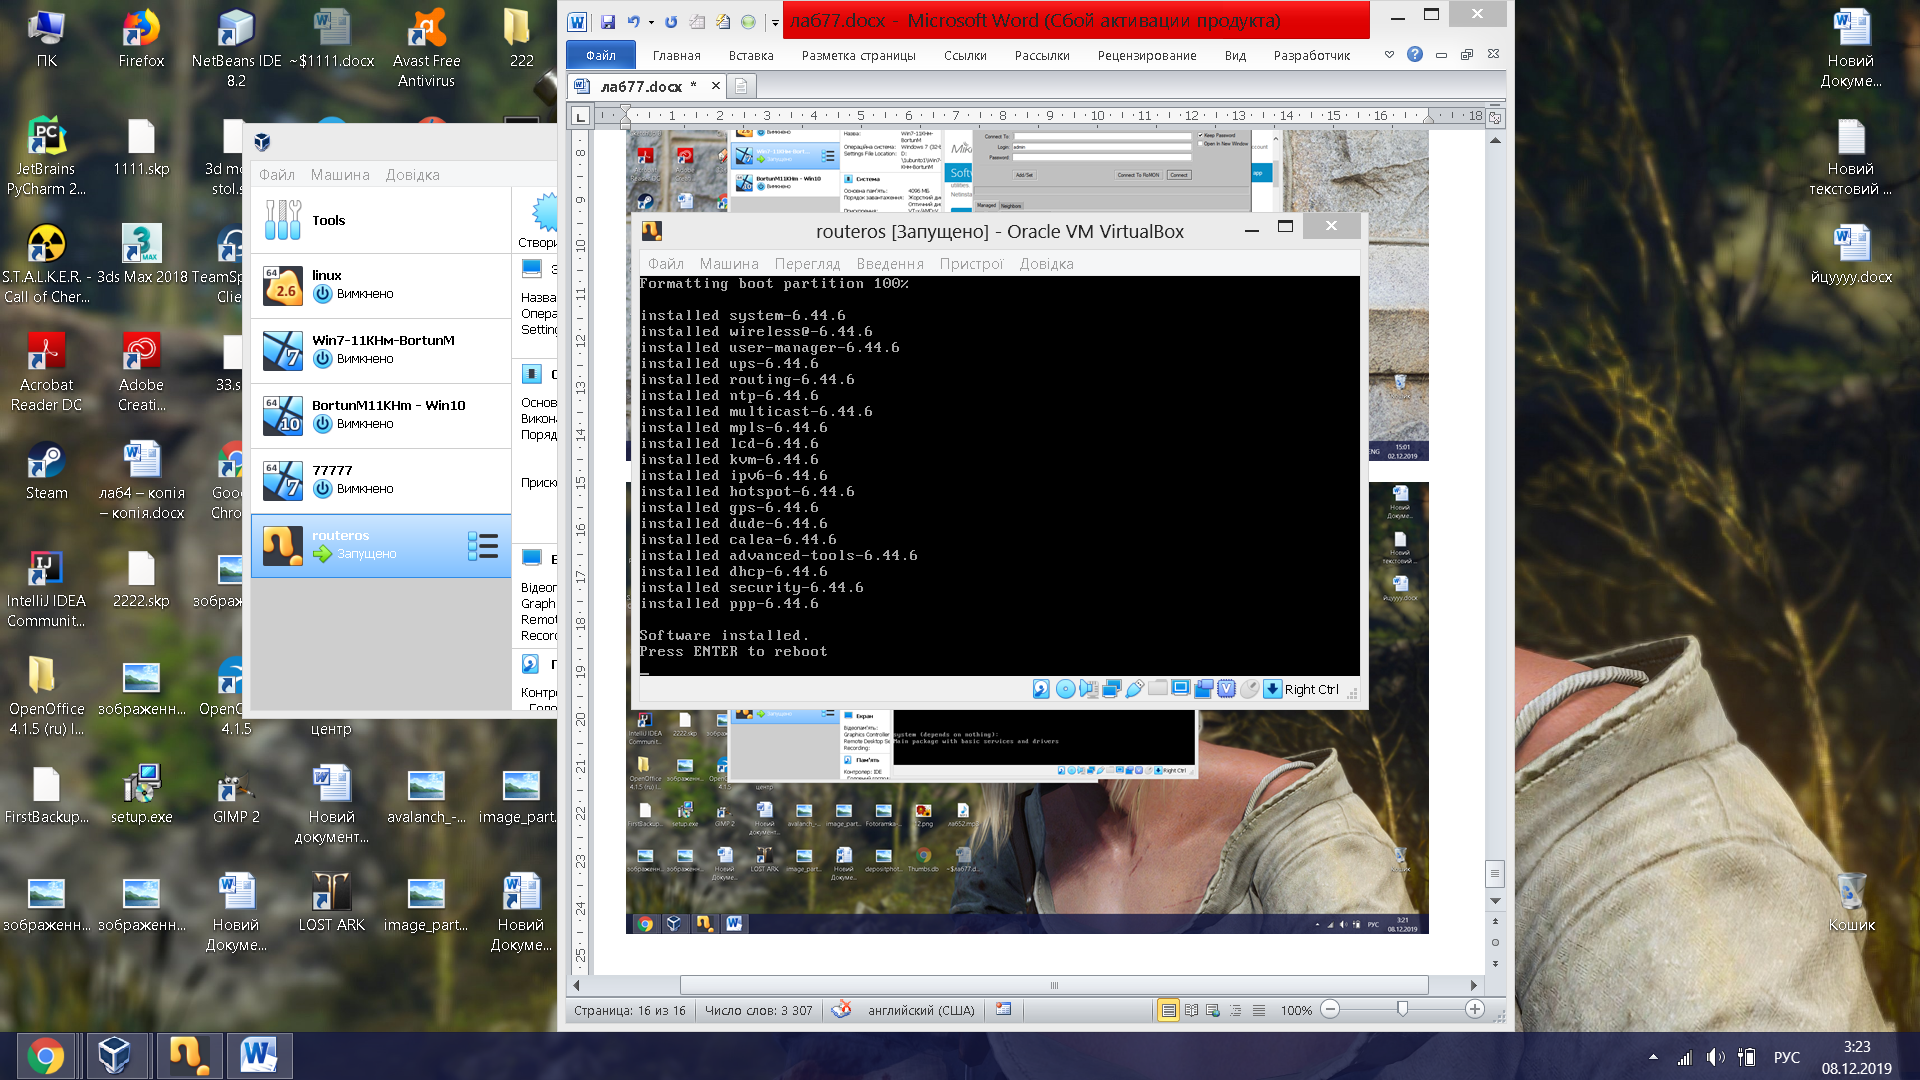 ПК
Firefox
NetBeans IDE 8.2
~$1111.docx
Avast Free Antivirus
222
JetBrains PyCharm 2...
1111.skp
S.T.A.L.K.E.R. - Call of Cher...
3ds Max 2018
Acrobat Reader DC
Adobe Creati...
Steam
лаб4 – копія – копія.docx
IntelliJ IDEA Communit...
2222.skp
OpenOffice 4.1.5 (ru) I...
зображенн...
центр
FirstBackup...
setup.exe
GIMP 2
Новий документ...
avalanch_-...
image_part...
зображенн...
зображенн...
Новий Докуме...
LOST ARK
image_part...
Новий Докуме...
Файл Машина Довідка
Tools
linux
Вимкнено
Win7-11КНм-BortunM
Вимкнено
BortunM11KHm - Win10
Вимкнено
77777
Вимкнено
routeros
Запущено
ла677.docx - Microsoft Word (Сбой активации продукта)
Файл Главная Вставка Разметка страницы Ссылки Рассылки Рецензирование Вид Разработчик
ла677.docx *
routeros [Запущено] - Oracle VM VirtualBox
Файл Машина Перегляд Введення Пристрої Довідка
Formatting boot partition 100%
installed system-6.44.6
installed wireless@-6.44.6
installed user-manager-6.44.6
installed ups-6.44.6
installed routing-6.44.6
installed ntp-6.44.6
installed multicast-6.44.6
installed mpls-6.44.6
installed lcd-6.44.6
installed kvm-6.44.6
installed ipv6-6.44.6
installed hotspot-6.44.6
installed gps-6.44.6
installed dude-6.44.6
installed calea-6.44.6
installed advanced-tools-6.44.6
installed dhcp-6.44.6
installed security-6.44.6
installed ppp-6.44.6
Software installed.
Press ENTER to reboot
Right Ctrl
Страница: 16 из 16 Число слов: 3 307 английский (США) 100%
Новий Докуме...
Новий текстовий ...
йцуууу.docx
Кошик
РУС
3:23
08.12.2019